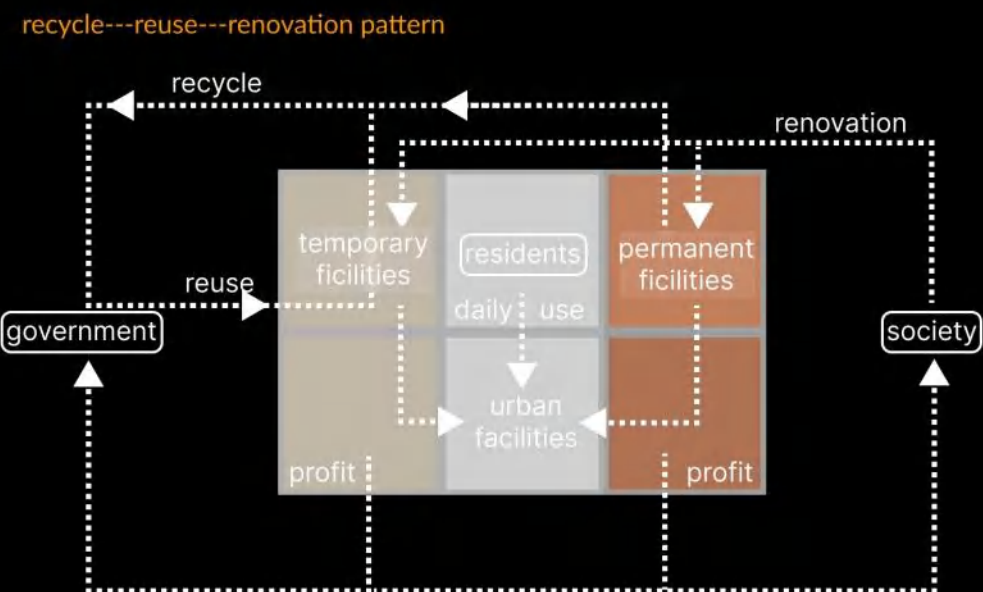 recycle---reuse---renovation pattern
recycle
renovation
temporary
ficilities
residents
permanent
ficilities
reuse
daily use
government
society
urban
facilities
profit
profit